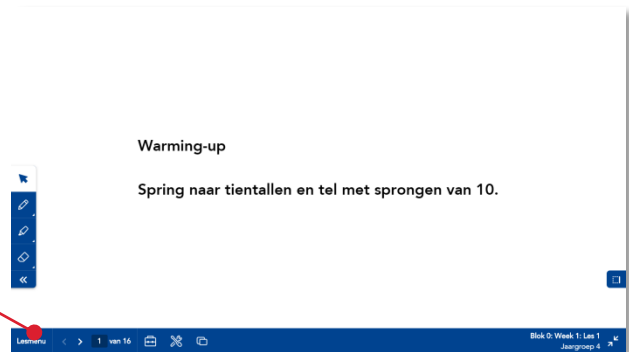 Warming-up
Spring naar tientallen en tel met sprongen van 10.
Lesmenu
1 van 16
Blok 0: Week 1: Les 1
Jaargroep 4